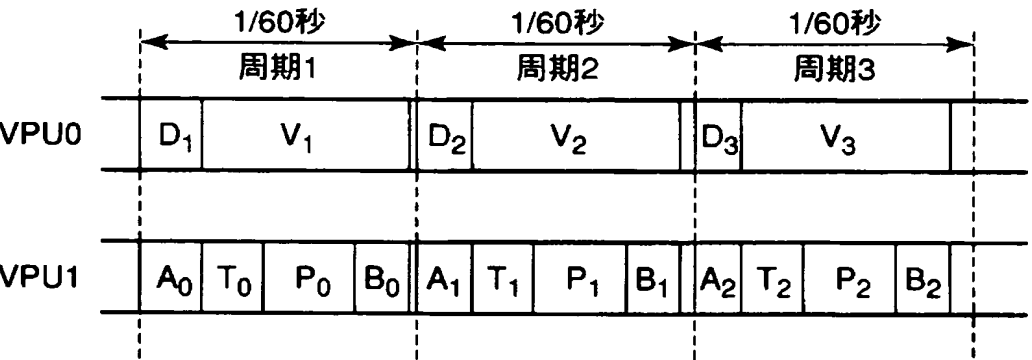 1/60秒 1/60秒 1/60秒
周期1 周期2 周期3
VPU0 D₁ V₁ D₂ V₂ D₃ V₃
VPU1 A₀ T₀ P₀ B₀ A₁ T₁ P₁ B₁ A₂ T₂ P₂ B₂